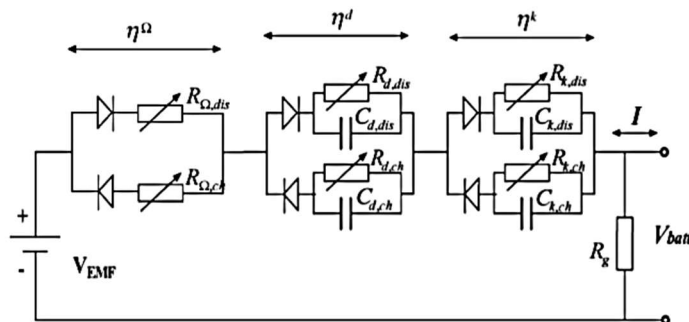 η^Ω
η^d
η^k
R_Ω,dis
R_d,dis
R_k,dis
C_d,dis
C_k,dis
I
R_Ω,ch
R_d,ch
R_k,ch
C_d,ch
C_k,ch
+
-
V_EMF
R_g
V_batt